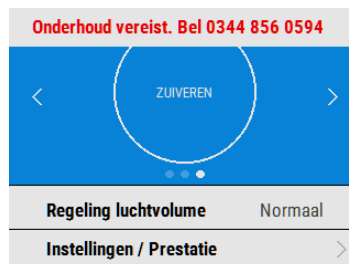 Onderhoud vereist. Bel 0344 856 0594
ZUIVEREN
Regeling luchtvolume Normaal
Instellingen / Prestatie